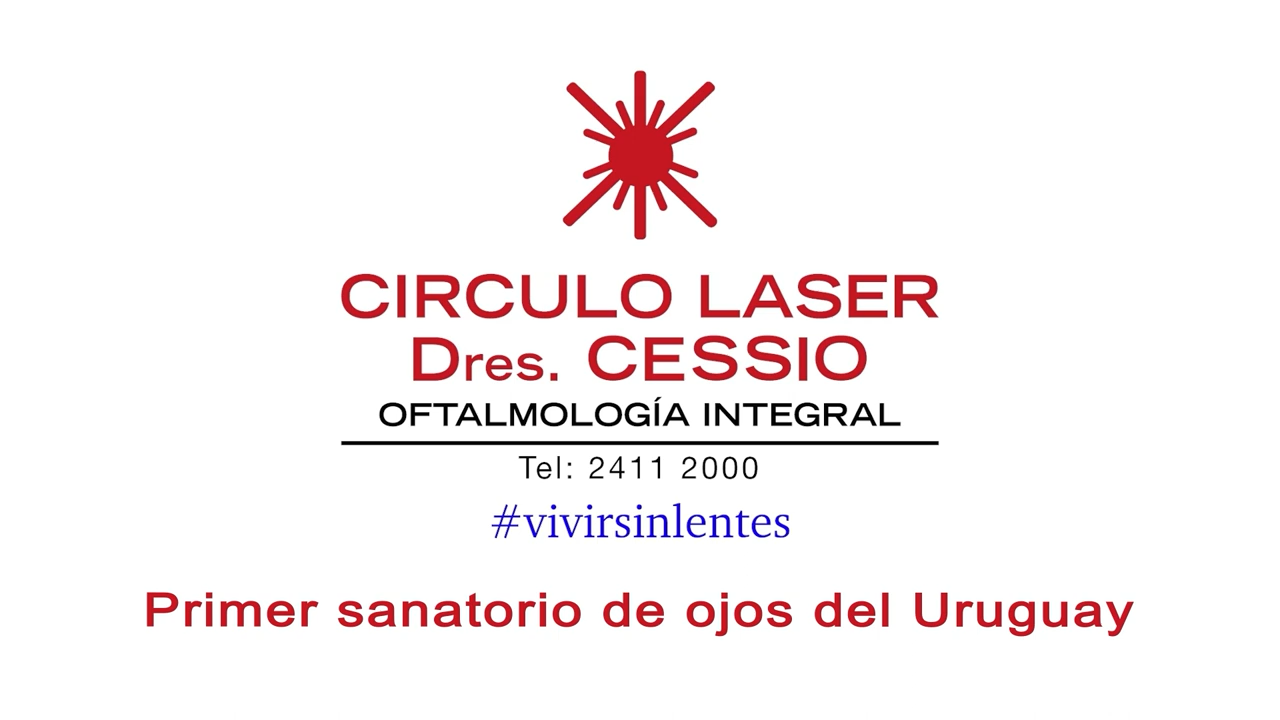 CIRCULO LASER
Dres. CESSIO
OFTALMOLOGÍA INTEGRAL
Tel: 2411 2000
#vivirsinlentes
Primer sanatorio de ojos del Uruguay